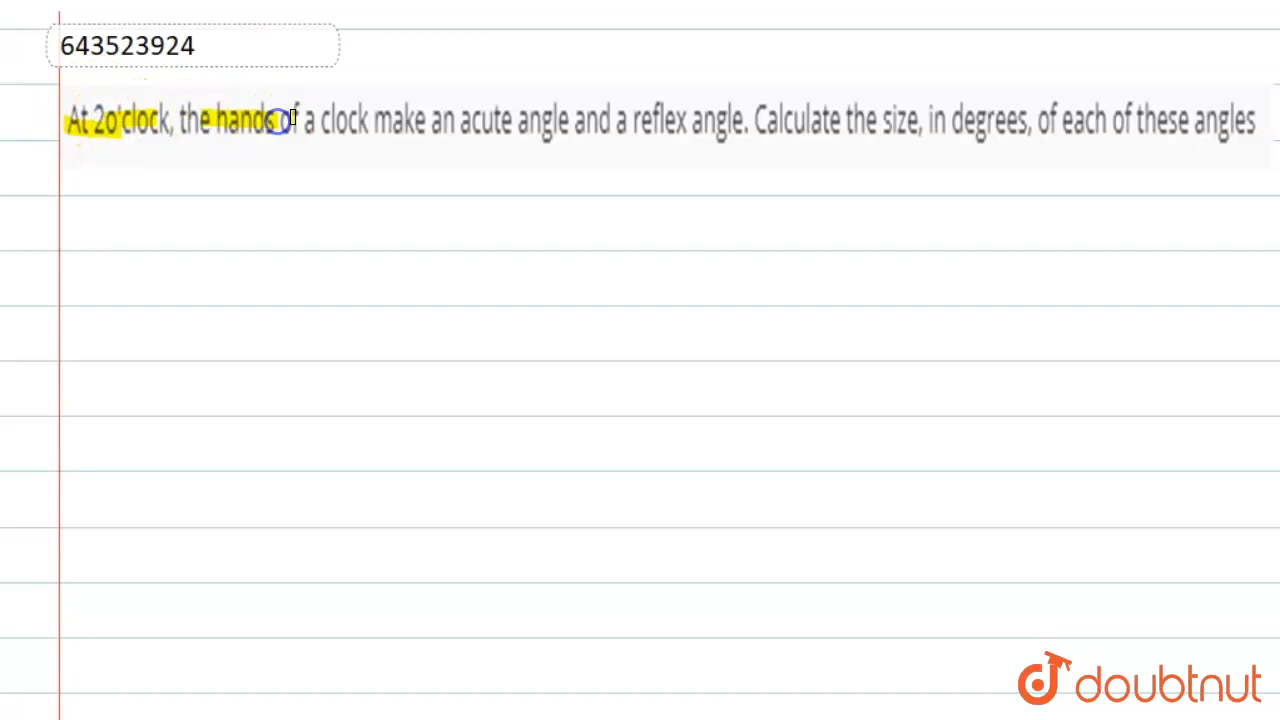 643523924
At 2o'clock, the hands of a clock make an acute angle and a reflex angle. Calculate the size, in degrees, of each of these angles
doubtnut